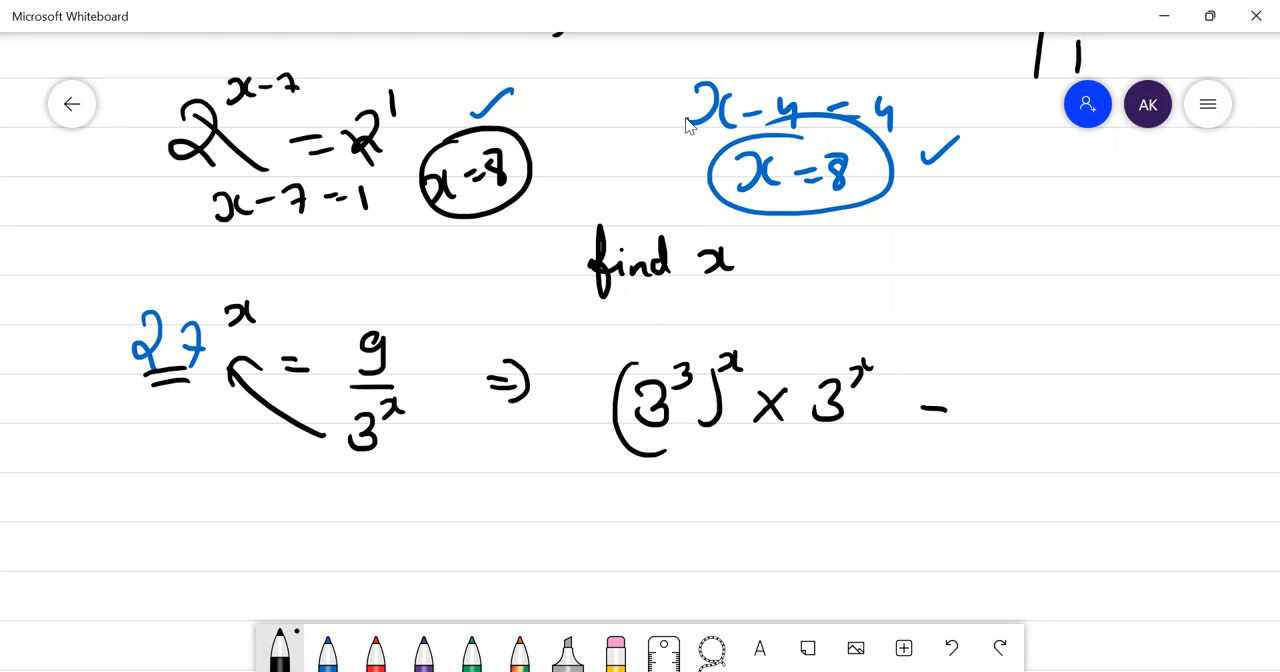 Microsoft Whiteboard
2^{x-7} = 2^1 ✓ x-4=4
x-7=1 x=8 x=8 ✓
AK
find x
27^x = 9/3^x ⇒ (3^3)^x × 3^x -
A